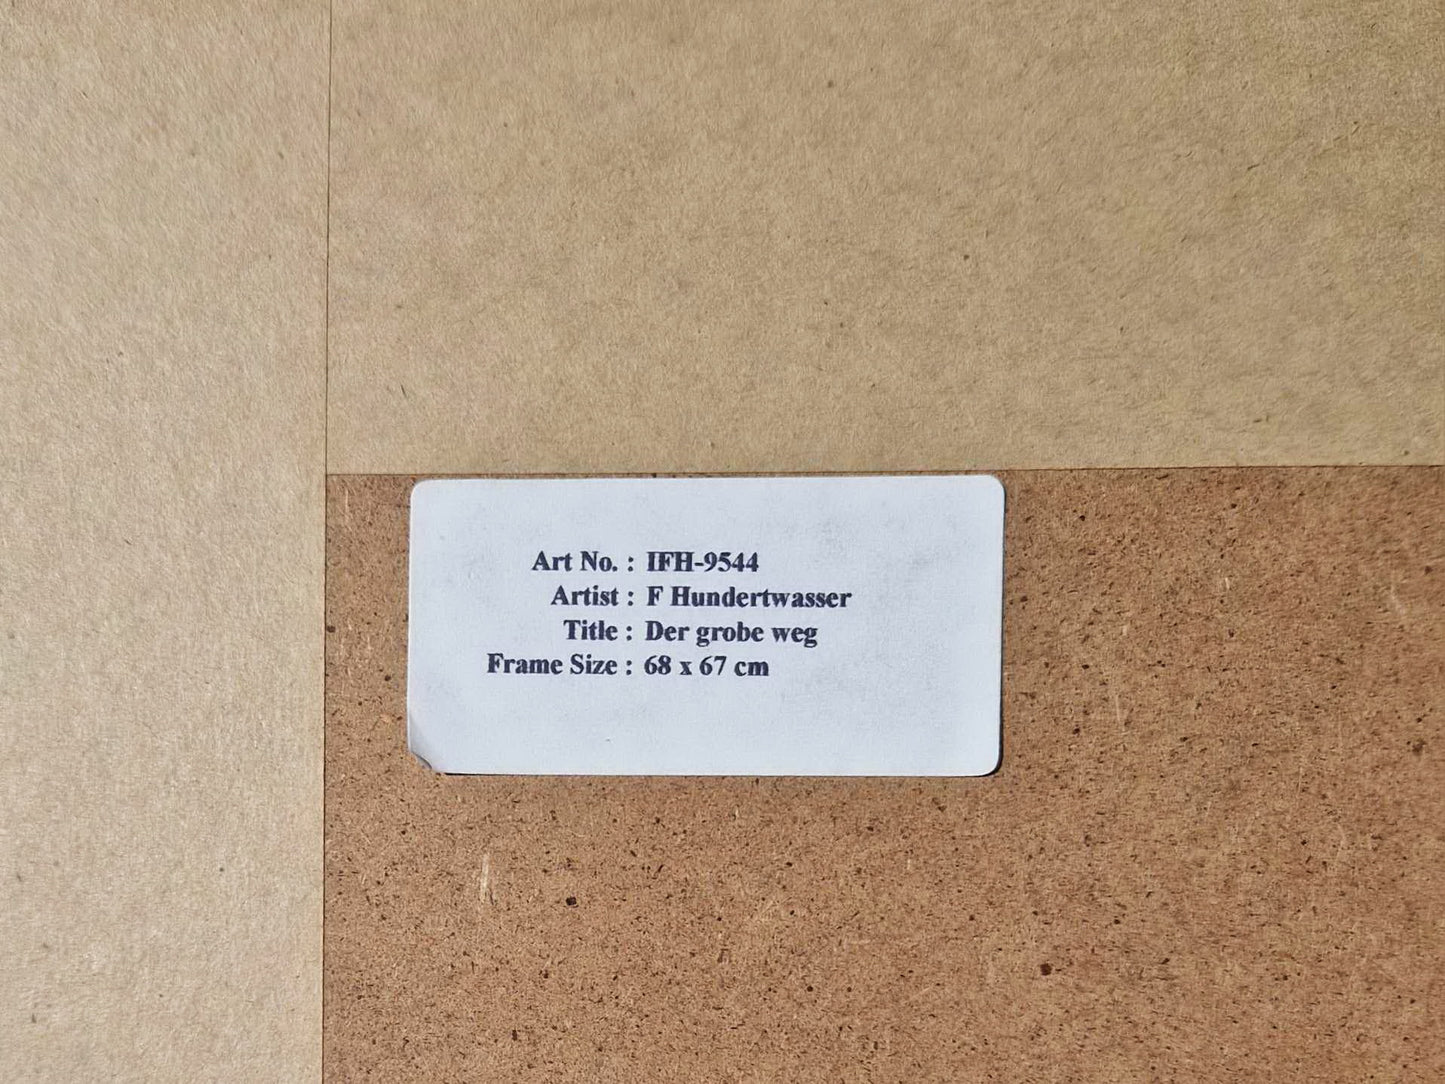 Art No. : IFH-9544
Artist : F Hundertwasser
Title : Der grobe weg
Frame Size : 68 x 67 cm